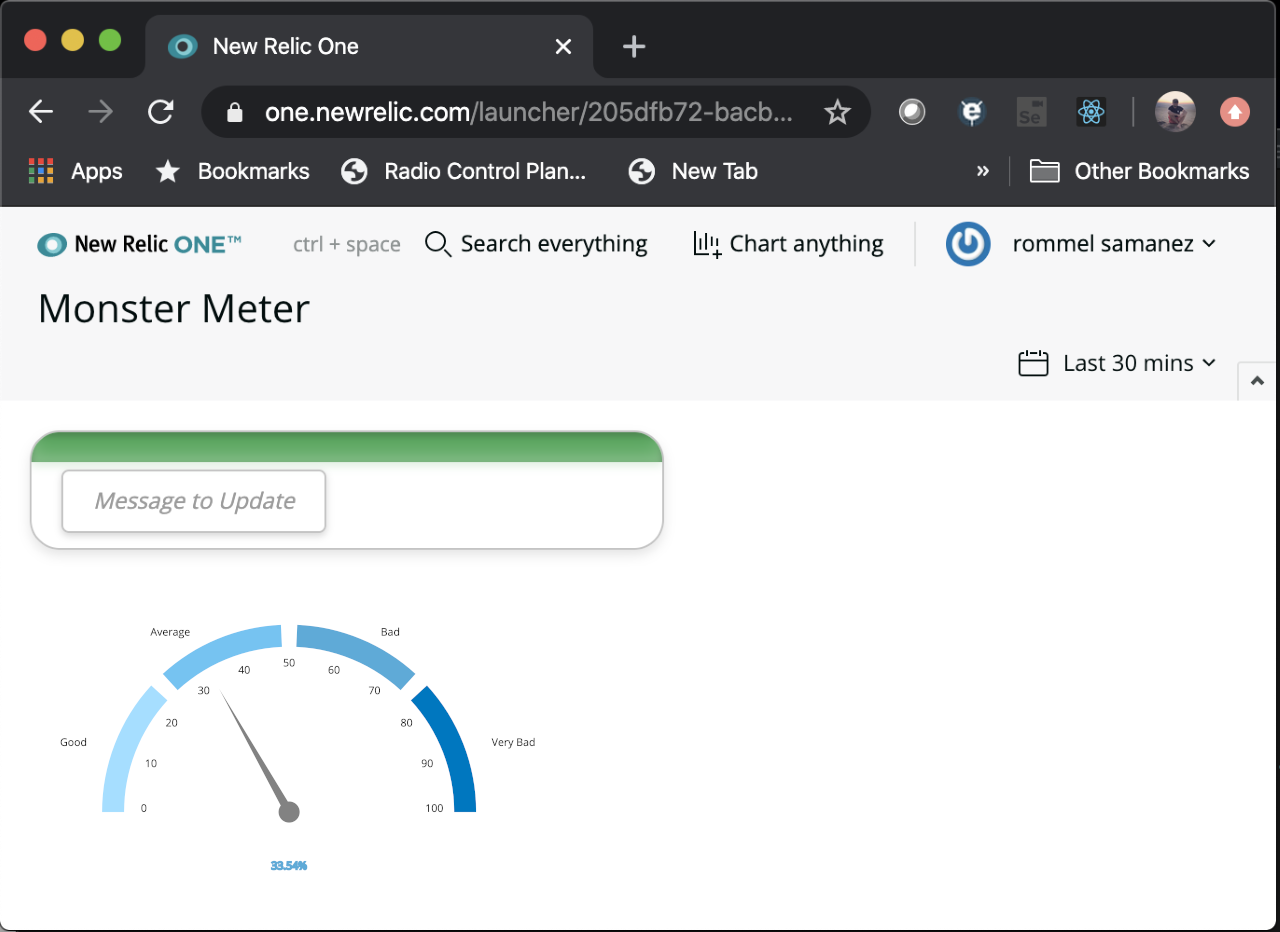 New Relic One
one.newrelic.com/launcher/205dfb72-bacb...
Se
Apps Bookmarks Radio Control Plan... New Tab » Other Bookmarks
New Relic ONE™ ctrl + space Search everything Chart anything rommel samanez
Monster Meter
Last 30 mins
Message to Update
Average Bad
50
40 60
30 70
20 80
Good Very Bad
10 90
0 100
33.54%